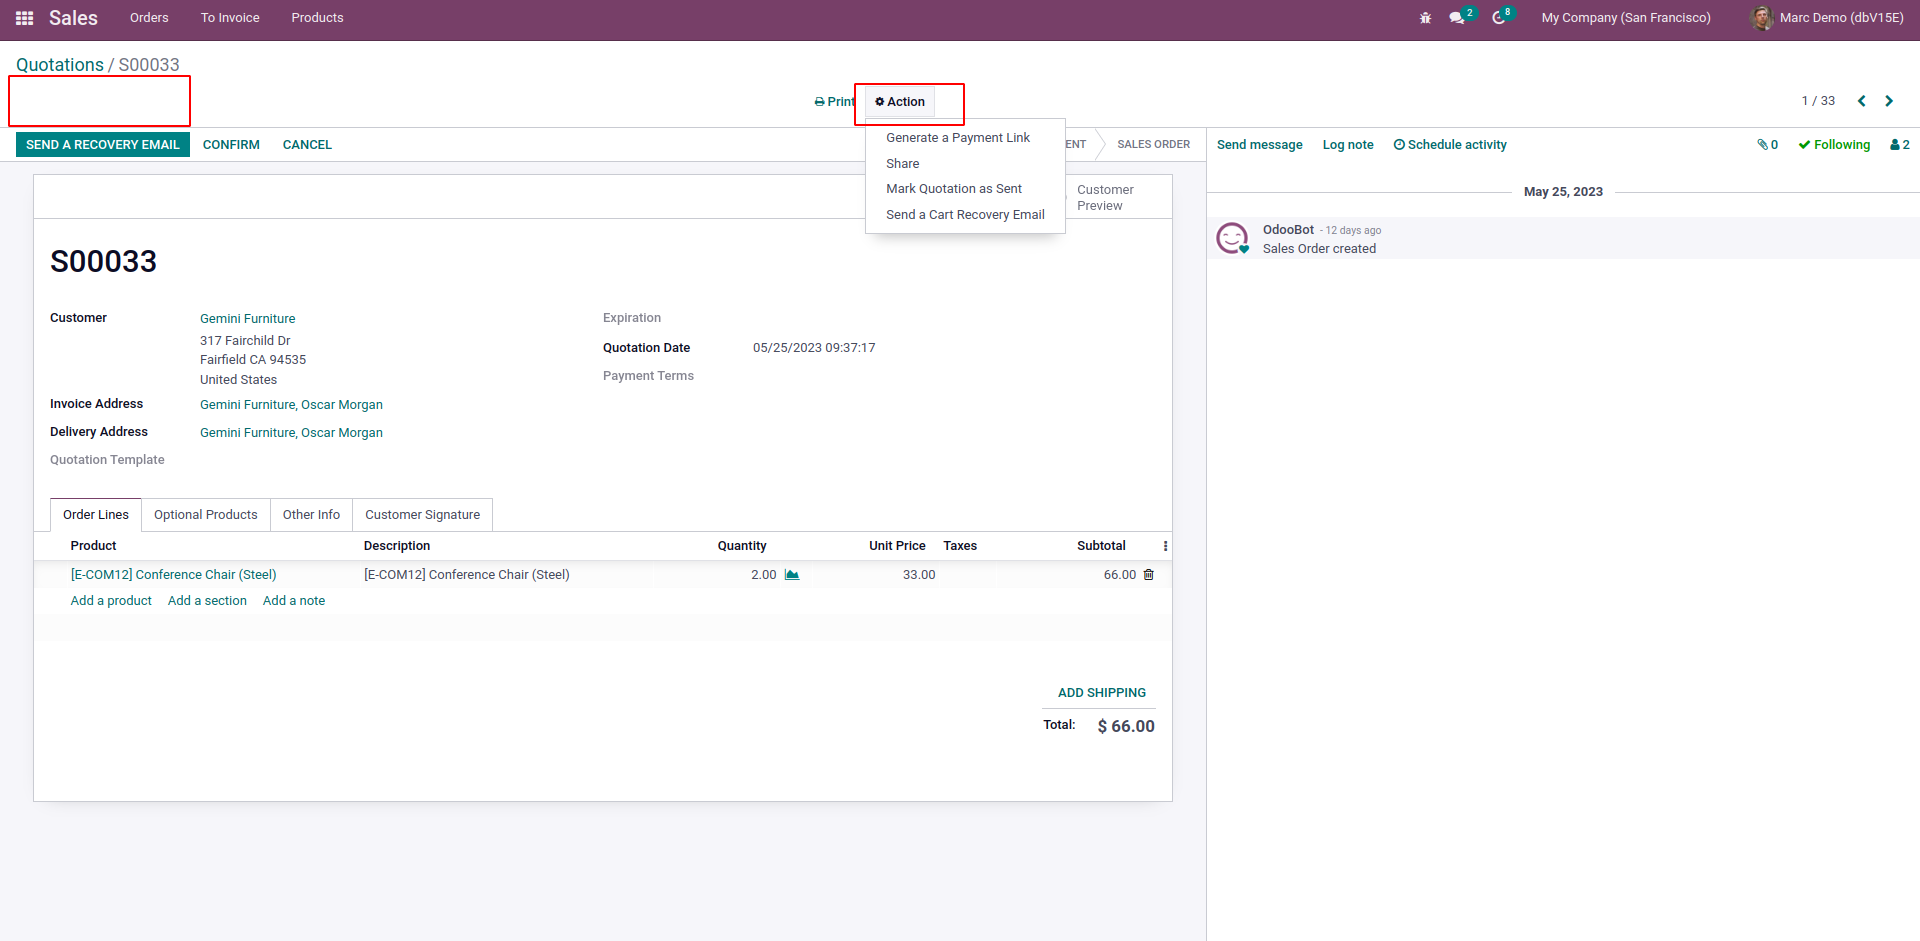 Sales Orders To Invoice Products 2 8 My Company (San Francisco) Marc Demo (dbV15E)
Quotations / S00033
Print Action 1 / 33
Generate a Payment Link
Share
Mark Quotation as Sent
Send a Cart Recovery Email
SEND A RECOVERY EMAIL CONFIRM CANCEL ENT SALES ORDER
Send message Log note Schedule activity 0 Following 2
Customer
Preview
May 25, 2023
OdooBot - 12 days ago
Sales Order created
S00033
Customer Gemini Furniture
317 Fairchild Dr
Fairfield CA 94535
United States
Invoice Address Gemini Furniture, Oscar Morgan
Delivery Address Gemini Furniture, Oscar Morgan
Quotation Template
Expiration
Quotation Date 05/25/2023 09:37:17
Payment Terms
Order Lines Optional Products Other Info Customer Signature
Product Description Quantity Unit Price Taxes Subtotal
[E-COM12] Conference Chair (Steel) [E-COM12] Conference Chair (Steel) 2.00 33.00 66.00
Add a product Add a section Add a note
ADD SHIPPING
Total: $ 66.00